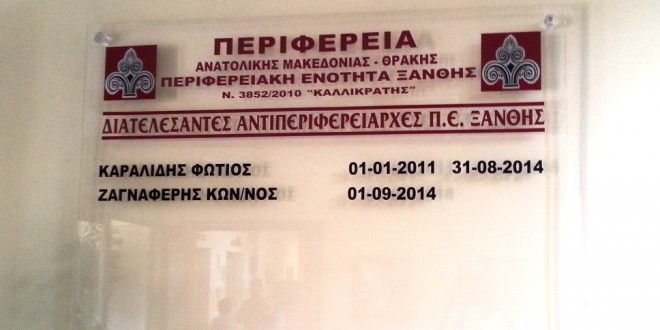 ΠΕΡΙΦΕΡΕΙΑ
ΑΝΑΤΟΛΙΚΗΣ ΜΑΚΕΔΟΝΙΑΣ - ΘΡΑΚΗΣ
ΠΕΡΙΦΕΡΕΙΑΚΗ ΕΝΟΤΗΤΑ ΞΑΝΘΗΣ
Ν. 3852/2010 "ΚΑΛΛΙΚΡΑΤΗΣ"
ΔΙΑΤΕΛΕΣΑΝΤΕΣ ΑΝΤΙΠΕΡΙΦΕΡΕΙΑΡΧΕΣ Π.Ε. ΞΑΝΘΗΣ
ΚΑΡΑΛΙΔΗΣ ΦΩΤΙΟΣ 01-01-2011 31-08-2014
ΖΑΓΝΑΦΕΡΗΣ ΚΩΝ/ΝΟΣ 01-09-2014